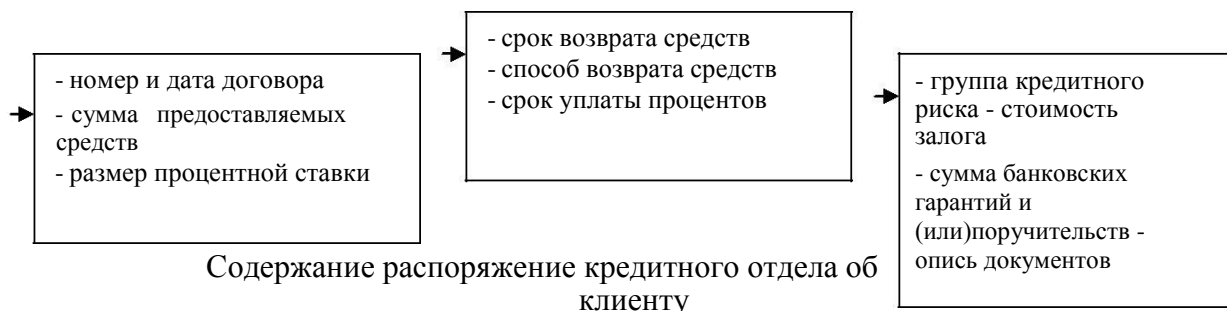 - номер и дата договора
- сумма предоставляемых
средств
- размер процентной ставки
- срок возврата средств
- способ возврата средств
- срок уплаты процентов
- группа кредитного
риска - стоимость
залога
- сумма банковских
гарантий и
(или)поручительств -
опись документов
Содержание распоряжение кредитного отдела об
клиенту